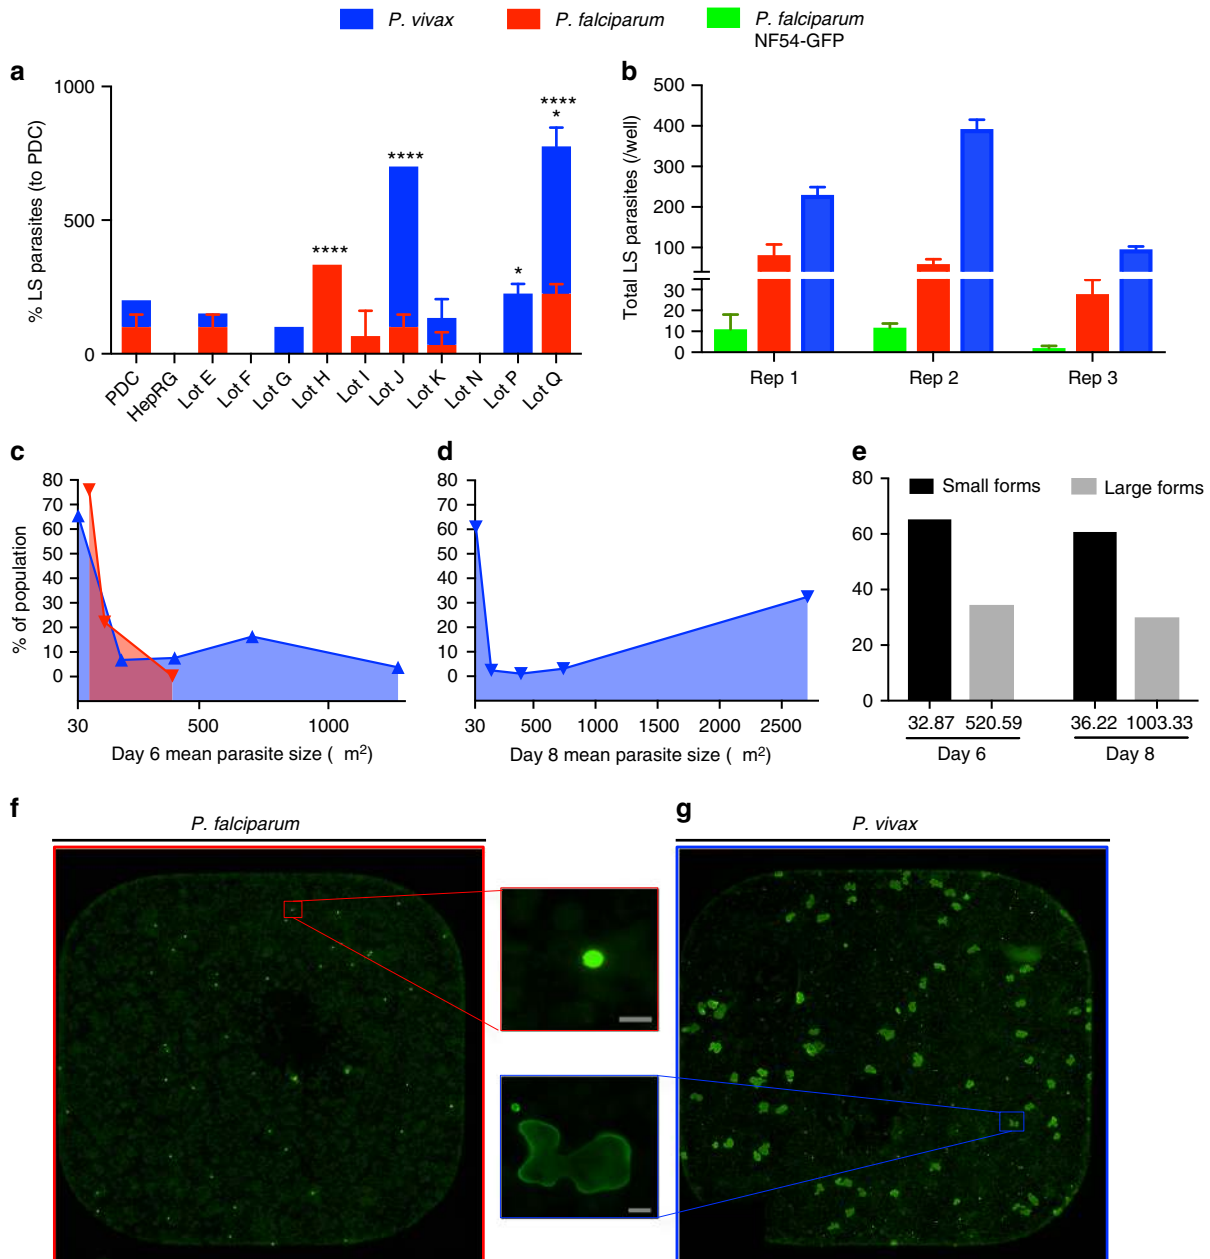 P. vivax
P. falciparum
P. falciparum
NF54-GFP
a
% LS parasites (to PDC)
1000
500
0
****
****
*
****
*
PDC
HepRG
Lot E
Lot F
Lot G
Lot H
Lot I
Lot J
Lot K
Lot N
Lot P
Lot Q
b
Total LS parasites (/well)
500
400
300
200
100
30
20
10
0
Rep 1
Rep 2
Rep 3
c
% of population
80
70
60
50
40
30
20
10
0
30
500
1000
Day 6 mean parasite size ( m²)
d
80
70
60
50
40
30
20
10
0
30
500
1000
1500
2000
2500
Day 8 mean parasite size ( m²)
e
80
60
40
20
0
Small forms
Large forms
32.87
520.59
36.22
1003.33
Day 6
Day 8
f
P. falciparum
g
P. vivax